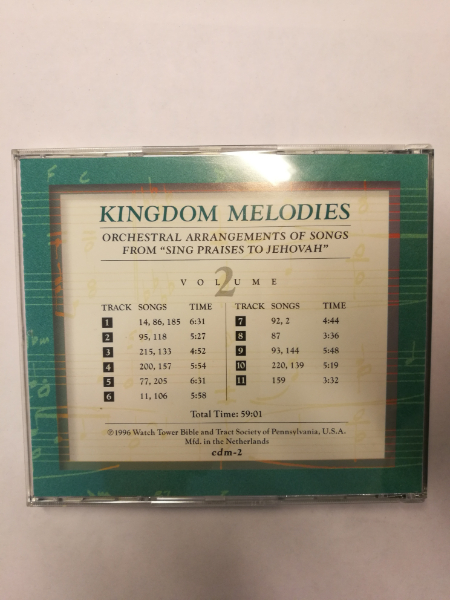 KINGDOM MELODIES
ORCHESTRAL ARRANGEMENTS OF SONGS
FROM "SING PRAISES TO JEHOVAH"
VOLUME
2
TRACK SONGS TIME
1 14, 86, 185 6:31
2 95, 118 5:27
3 215, 133 4:52
4 200, 157 5:54
5 77, 205 6:31
6 11, 106 5:58
TRACK SONGS TIME
7 92, 2 4:44
8 87 3:36
9 93, 144 5:48
10 220, 139 5:19
11 159 3:32
Total Time: 59:01
℗1996 Watch Tower Bible and Tract Society of Pennsylvania, U.S.A.
Mfd. in the Netherlands
cdm-2